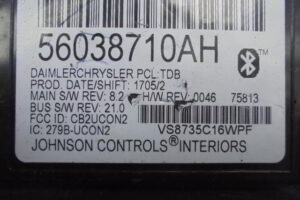 56038710AH
DAIMLERCHRYSLER PCL:TDB
PROD. DATE/SHIFT: 1705/2
MAIN S/W REV: 8.2 H/W REV: 0046 75813
BUS S/W REV: 21.0
FCC ID: CB2UCON2
IC: 279B-UCON2
VS8735C16WPF
JOHNSON CONTROLS® INTERIORS